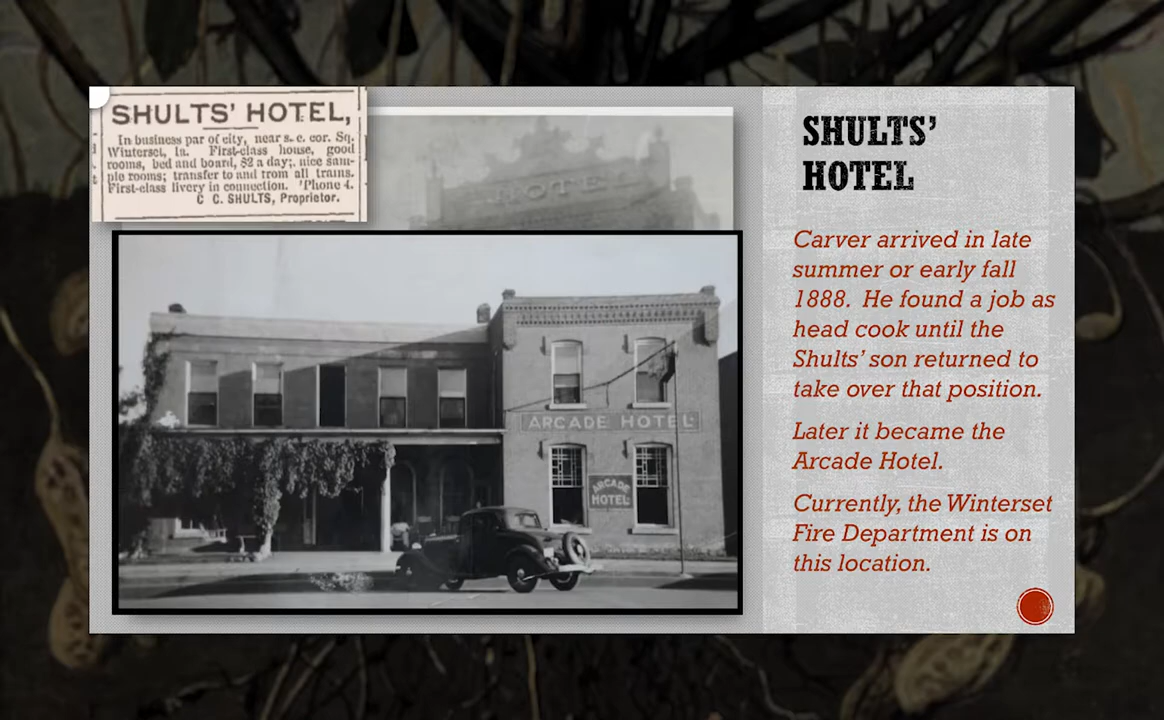 SHULTS' HOTEL,
In business par of city, near s. e. cor. Sq.
Winterset, Ia. First-class house, good
rooms, bed and board, $2 a day; nice sam-
ple rooms; transfer to and from all trains.
First-class livery in connection. 'Phone 4.
C C. SHULTS, Proprietor.
HOTEL
ARCADE HOTEL
ARCADE
HOTEL
SHULTS'
HOTEL
Carver arrived in late
summer or early fall
1888. He found a job as
head cook until the
Shults' son returned to
take over that position.
Later it became the
Arcade Hotel.
Currently, the Winterset
Fire Department is on
this location.